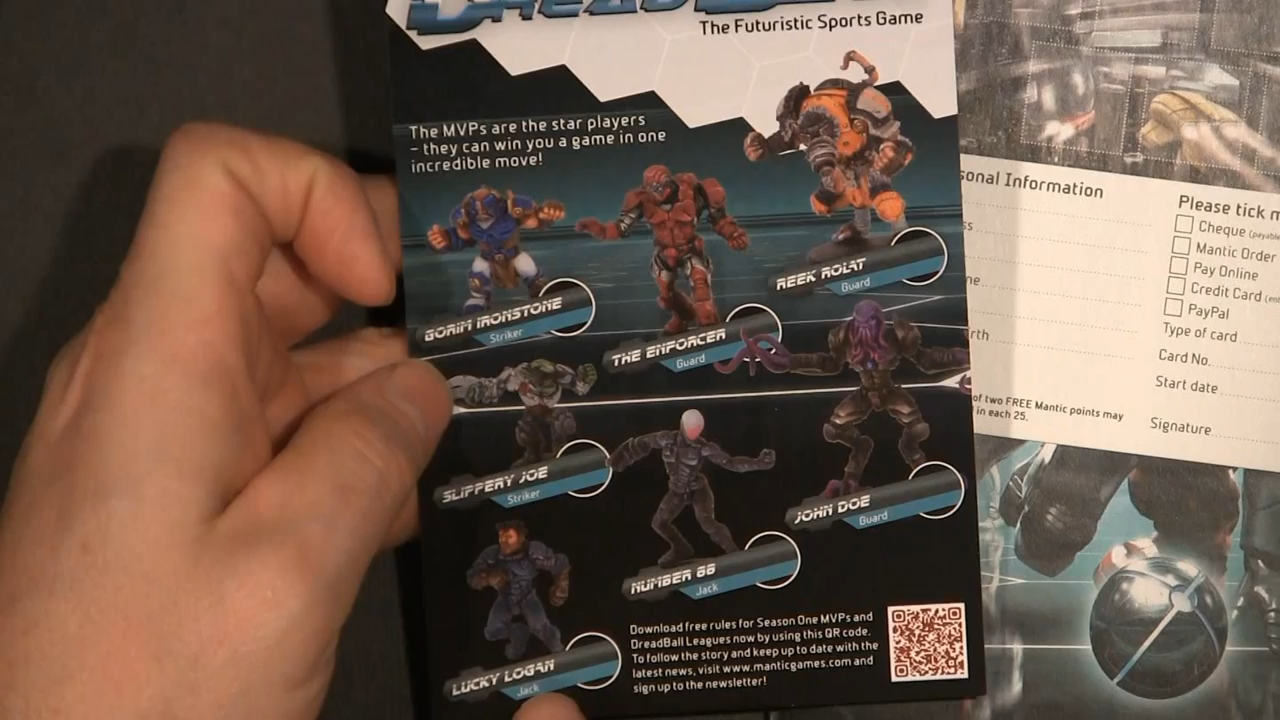 The Futuristic Sports Game
The MVPs are the star players
– they can win you a game in one
incredible move!
GORIM IRONSTONE
Striker
THE ENFORCER
Guard
REEK ROLAT
Guard
SLIPPERY JOE
Striker
NUMBER 88
Jack
JOHN DOE
Guard
LUCKY LOGAN
Jack
Download free rules for Season One MVPs and
DreadBall Leagues now by using this QR code.
To follow the story and keep up to date with the
latest news, visit www.manticgames.com and
sign up to the newsletter!
Information
of two FREE Mantic points may
in each 25.
Please tick
Cheque (payable
Mantic Order
Pay Online
Credit Card
PayPal
Type of card
Card No.
Start date
Signature